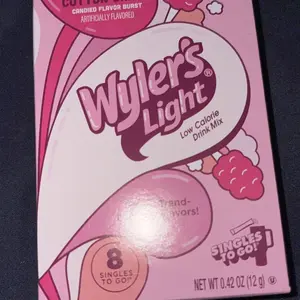 COTTON
CANDIED FLAVOR BURST
ARTIFICIALLY FLAVORED
Wyler's®
Light
Low Calorie
Drink Mix
8
SINGLES
TO GO!
SINGLES
TO GO!
NET WT 0.42 OZ (12 g)